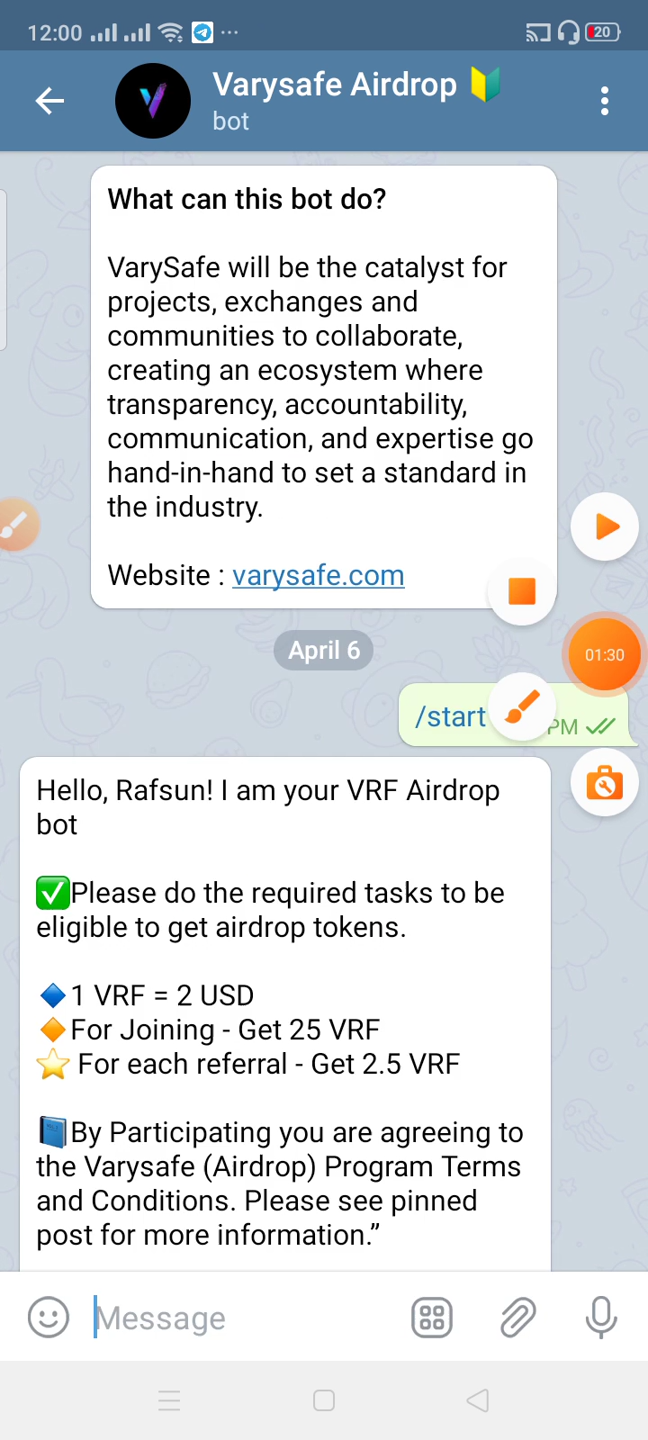 12:00
20
Varysafe Airdrop
bot
What can this bot do?
VarySafe will be the catalyst for
projects, exchanges and
communities to collaborate,
creating an ecosystem where
transparency, accountability,
communication, and expertise go
hand-in-hand to set a standard in
the industry.
Website : varysafe.com
April 6
01:30
/start
PM
Hello, Rafsun! I am your VRF Airdrop
bot
✅Please do the required tasks to be
eligible to get airdrop tokens.
🔷1 VRF = 2 USD
🔶For Joining - Get 25 VRF
⭐ For each referral - Get 2.5 VRF
📘By Participating you are agreeing to
the Varysafe (Airdrop) Program Terms
and Conditions. Please see pinned
post for more information.”
Message